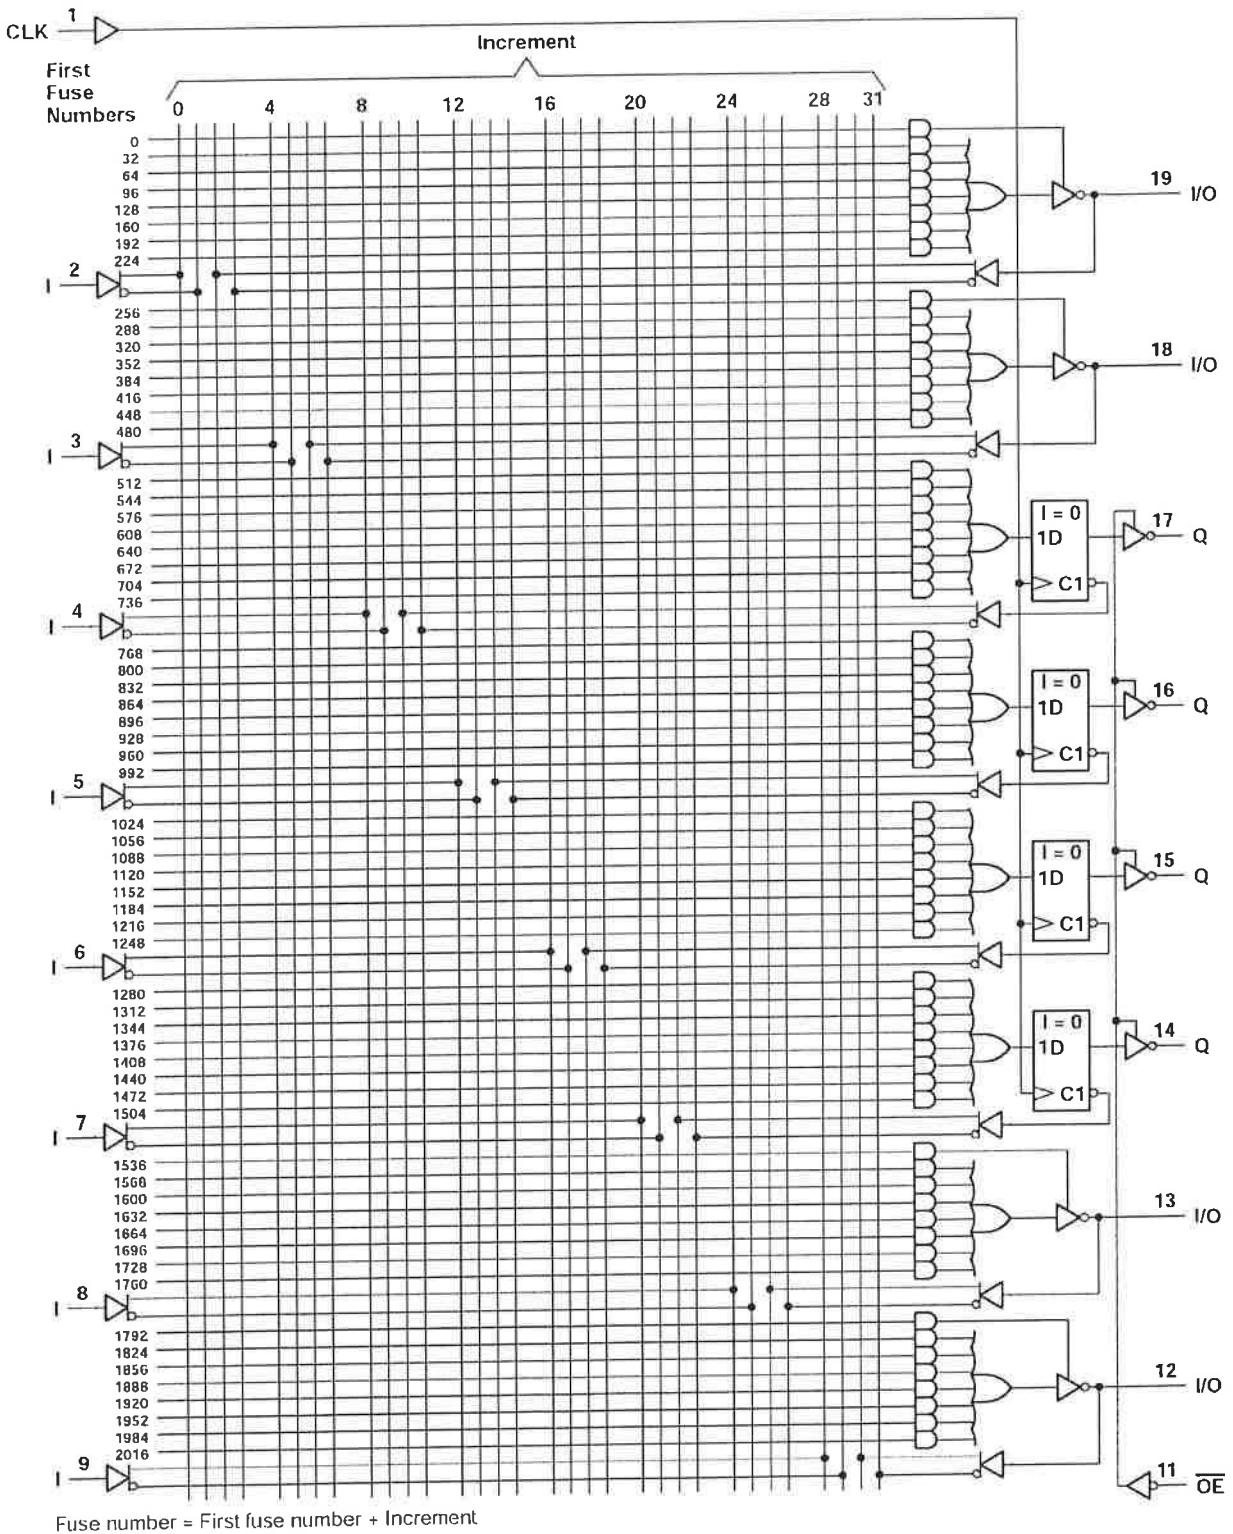 1
CLK
Increment
First
Fuse
Numbers
0 4 8 12 16 20 24 28 31
0
32
64
96
128
160
192
224
19
I/O
2
I
256
288
320
352
384
416
448
480
18
I/O
3
I
512
544
576
608
640
672
704
736
I = 0
1D
C1
17
Q
4
I
768
800
832
864
896
928
960
992
I = 0
1D
C1
16
Q
5
I
1024
1056
1088
1120
1152
1184
1216
1248
I = 0
1D
C1
15
Q
6
I
1280
1312
1344
1376
1408
1440
1472
1504
I = 0
1D
C1
14
Q
7
I
1536
1568
1600
1632
1664
1696
1728
1760
13
I/O
8
I
1792
1824
1856
1888
1920
1952
1984
2016
12
I/O
9
I
11
OE
Fuse number = First fuse number + Increment